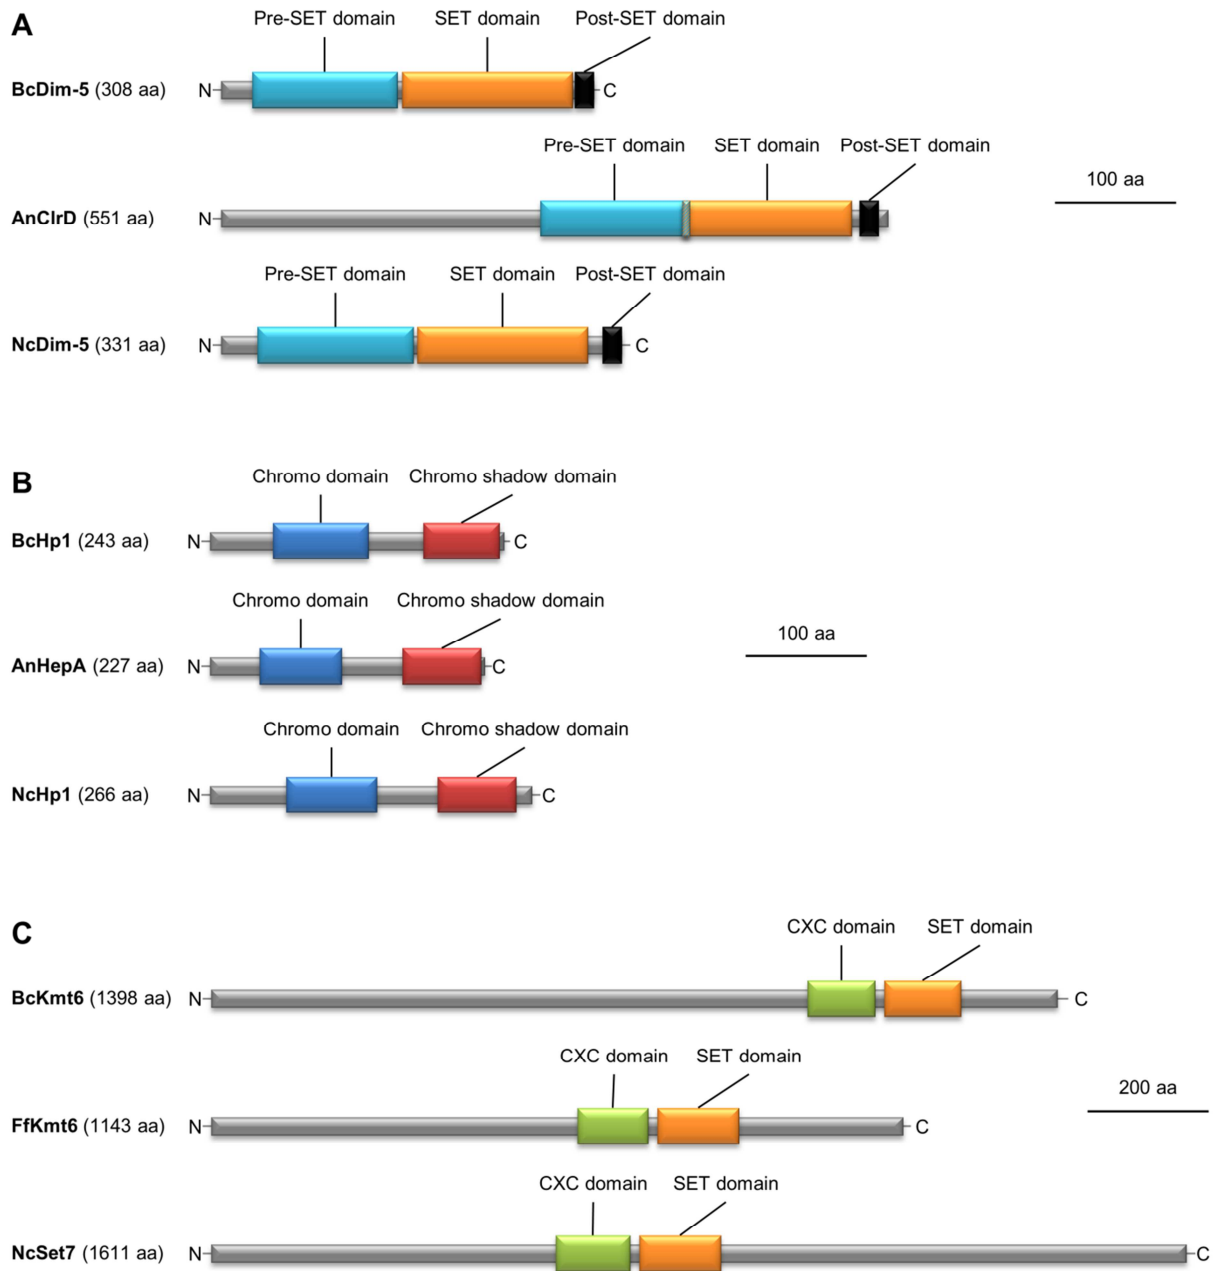 A
Pre-SET domain SET domain Post-SET domain
BcDim-5 (308 aa) N C
Pre-SET domain SET domain Post-SET domain
100 aa
AnClrD (551 aa) N
Pre-SET domain SET domain Post-SET domain
NcDim-5 (331 aa) N C
B
Chromo domain Chromo shadow domain
BcHp1 (243 aa) N C
Chromo domain Chromo shadow domain
100 aa
AnHepA (227 aa) N C
Chromo domain Chromo shadow domain
NcHp1 (266 aa) N C
C
CXC domain SET domain
BcKmt6 (1398 aa) N C
CXC domain SET domain
200 aa
FfKmt6 (1143 aa) N C
CXC domain SET domain
NcSet7 (1611 aa) N C